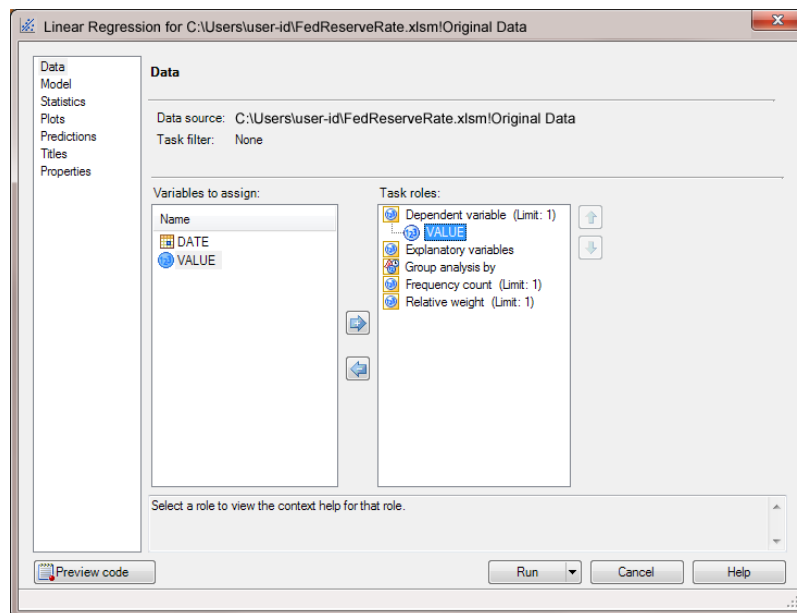 Linear Regression for C:\Users\user-id\FedReserveRate.xlsm!Original Data
Data
Model
Statistics
Plots
Predictions
Titles
Properties
Data
Data source: C:\Users\user-id\FedReserveRate.xlsm!Original Data
Task filter: None
Variables to assign:
Name
DATE
VALUE
Task roles:
Dependent variable (Limit: 1)
VALUE
Explanatory variables
Group analysis by
Frequency count (Limit: 1)
Relative weight (Limit: 1)
Select a role to view the context help for that role.
Preview code
Run
Cancel
Help